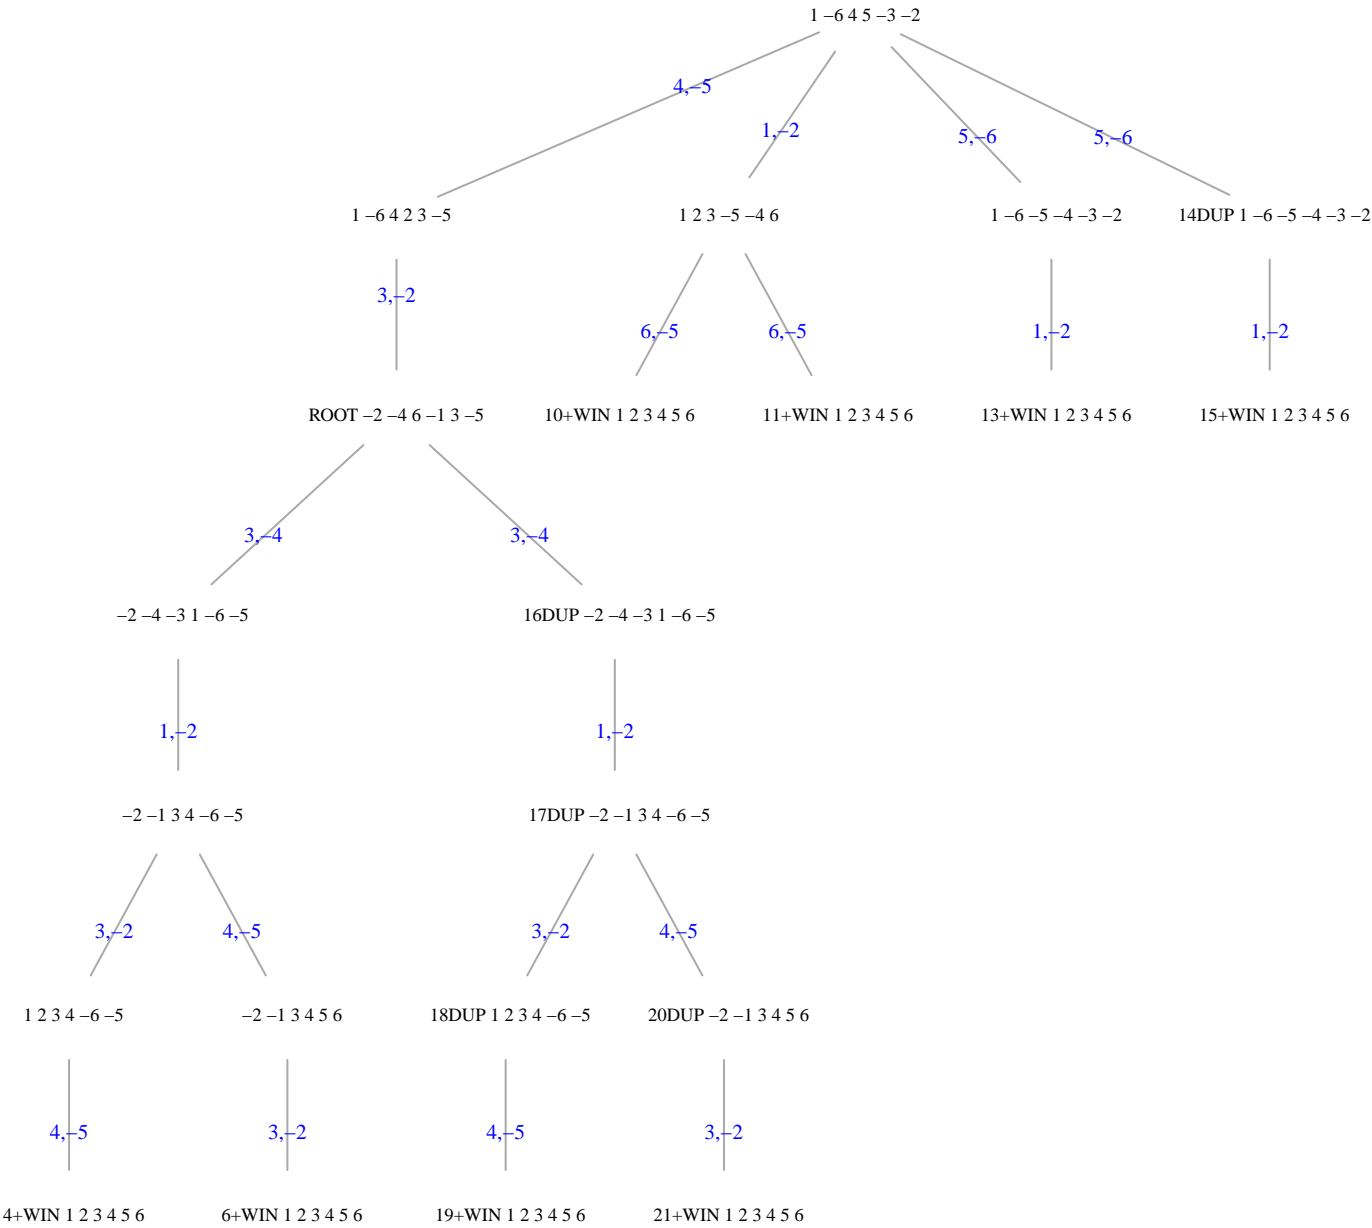 1 –6 4 5 –3 –2
4,–5
1,–2
5,–6
5,–6
1 –6 4 2 3 –5
1 2 3 –5 –4 6
1 –6 –5 –4 –3 –2
14DUP 1 –6 –5 –4 –3 –2
3,–2
6,–5
6,–5
1,–2
1,–2
ROOT –2 –4 6 –1 3 –5
10+WIN 1 2 3 4 5 6
11+WIN 1 2 3 4 5 6
13+WIN 1 2 3 4 5 6
15+WIN 1 2 3 4 5 6
3,–4
3,–4
–2 –4 –3 1 –6 –5
16DUP –2 –4 –3 1 –6 –5
1,–2
1,–2
–2 –1 3 4 –6 –5
17DUP –2 –1 3 4 –6 –5
3,–2
4,–5
3,–2
4,–5
1 2 3 4 –6 –5
–2 –1 3 4 5 6
18DUP 1 2 3 4 –6 –5
20DUP –2 –1 3 4 5 6
4,–5
3,–2
4,–5
3,–2
4+WIN 1 2 3 4 5 6
6+WIN 1 2 3 4 5 6
19+WIN 1 2 3 4 5 6
21+WIN 1 2 3 4 5 6